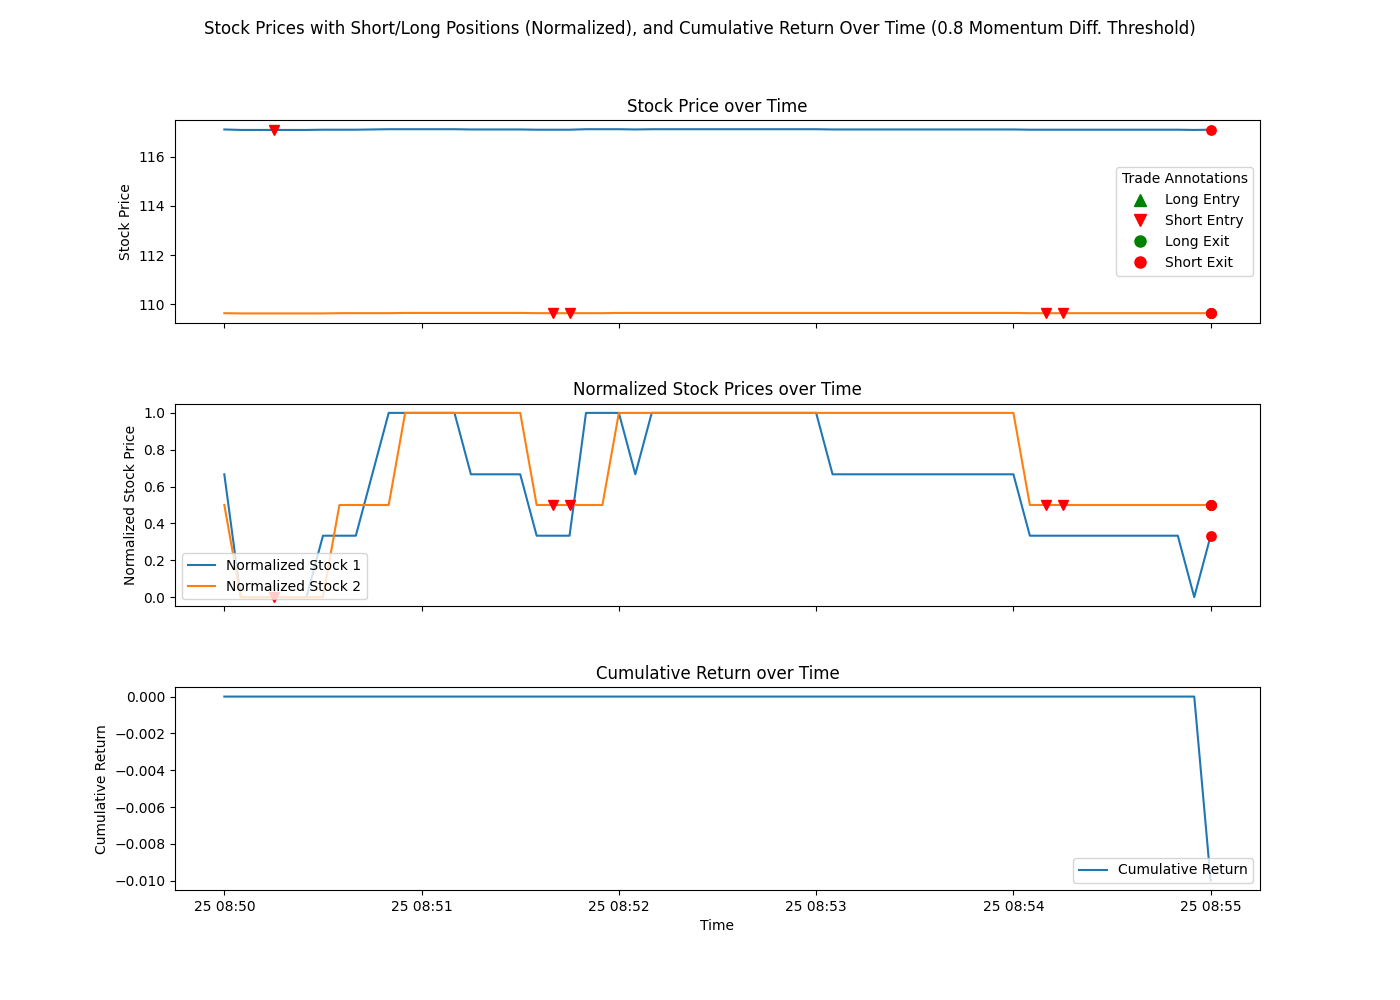 Stock Prices with Short/Long Positions (Normalized), and Cumulative Return Over Time (0.8 Momentum Diff. Threshold)
Stock Price over Time
Stock Price
116
114
112
110
Trade Annotations
Long Entry
Short Entry
Long Exit
Short Exit
Normalized Stock Prices over Time
Normalized Stock Price
1.0
0.8
0.6
0.4
0.2
0.0
Normalized Stock 1
Normalized Stock 2
Cumulative Return over Time
Cumulative Return
0.000
−0.002
−0.004
−0.006
−0.008
−0.010
Cumulative Return
25 08:50 25 08:51 25 08:52 25 08:53 25 08:54 25 08:55
Time